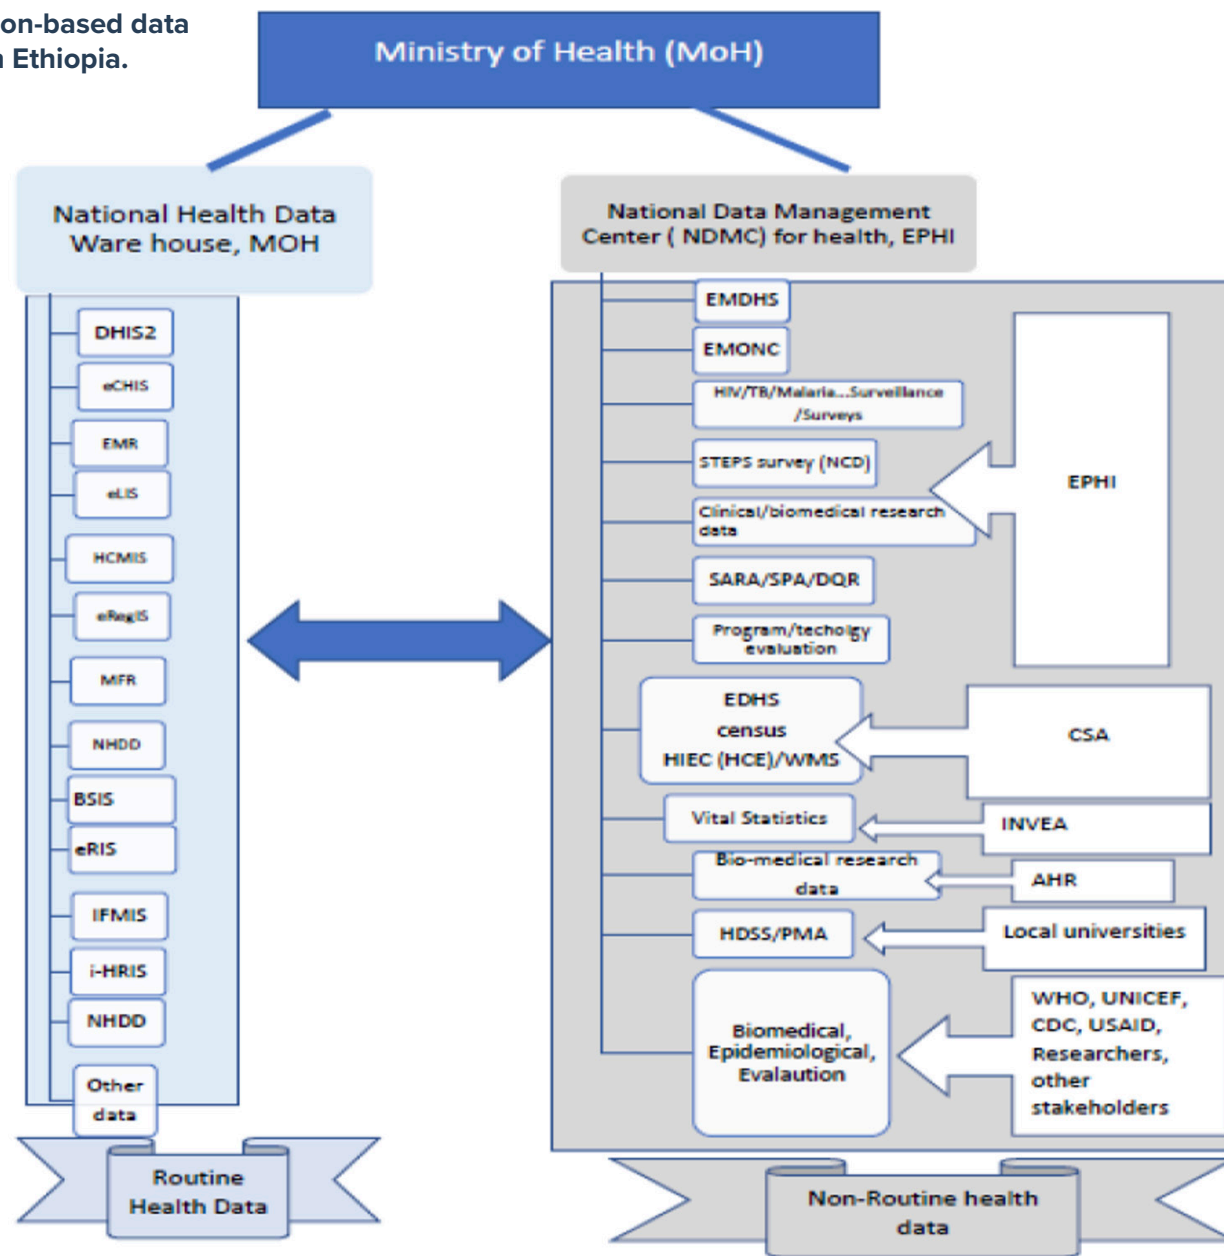 on-based data
Ethiopia.
Ministry of Health (MoH)
National Health Data
Ware house, MOH
DHIS2
eCHIS
EMR
eLIS
HCMIS
eRegIS
MFR
NHDD
BSIS
eRIS
IFMIS
i-HRIS
NHDD
Other
data
Routine
Health Data
National Data Management
Center ( NDMC) for health, EPHI
EMDHS
EMONC
HIV/TB/Malaria...Surveillance
/Surveys
STEPS survey (NCD)
Clinical/biomedical research
data
SARA/SPA/DQR
Program/techolgy
evaluation
EPHI
EDHS
census
HIEC (HCE)/WMS
CSA
Vital Statistics
INVEA
Bio-medical research
data
AHR
HDSS/PMA
Local universities
Biomedical,
Epidemiological,
Evalaution
WHO, UNICEF,
CDC, USAID,
Researchers,
other
stakeholders
Non-Routine health
data